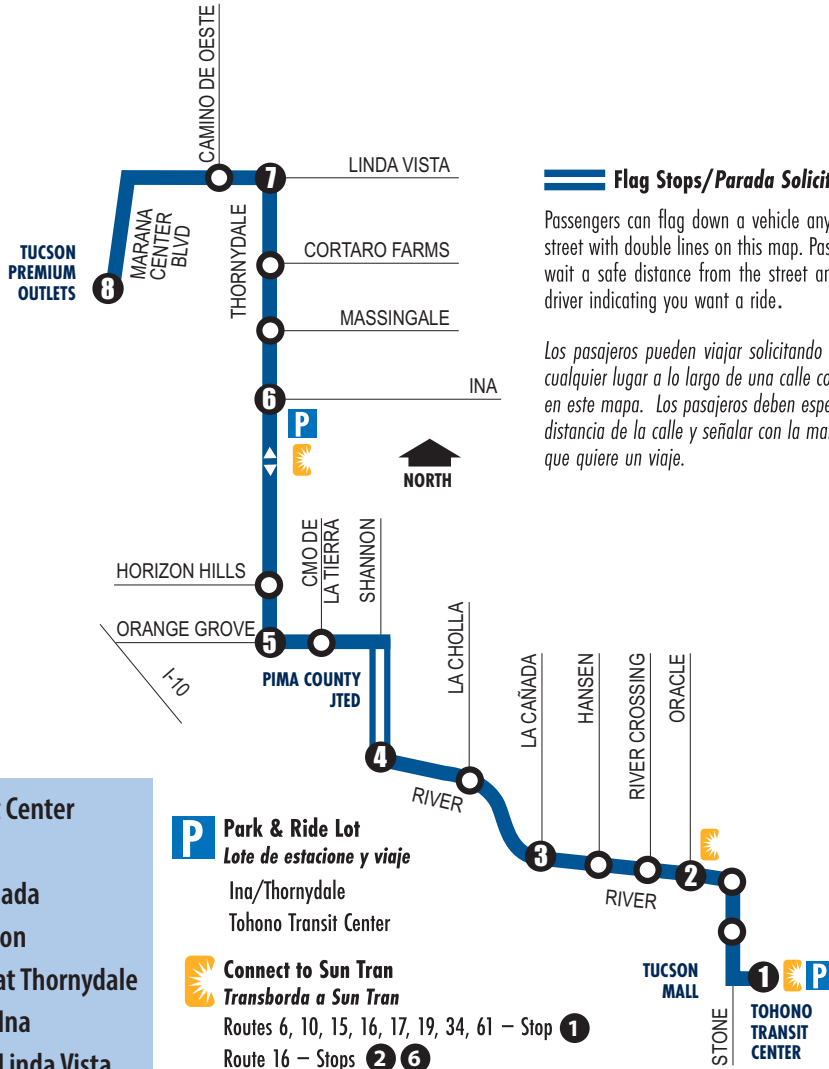 CAMINO DE OESTE
7
LINDA VISTA
MARANA
CENTER
BLVD
TUCSON
PREMIUM
OUTLETS
8
THORNYDALE
CORTARO FARMS
MASSINGALE
6
INA
P
NORTH
HORIZON HILLS
ORANGE GROVE
5
I-10
CMO DE
LA TIERRA
SHANNON
PIMA COUNTY
JTED
4
RIVER
LA CHOLLA
LA CAÑADA
HANSEN
RIVER CROSSING
ORACLE
3
2
RIVER
TUCSON
MALL
1
P
STONE
TOHONO
TRANSIT
CENTER
Flag Stops/Parada Solicit
Passengers can flag down a vehicle any
street with double lines on this map. Pas
wait a safe distance from the street an
driver indicating you want a ride.
Los pasajeros pueden viajar solicitando
cualquier lugar a lo largo de una calle co
en este mapa. Los pasajeros deben espe
distancia de la calle y señalar con la ma
que quiere un viaje.
Center
ada
on
at Thornydale
Ina
Linda Vista
P Park & Ride Lot
Lote de estacione y viaje
Ina/Thornydale
Tohono Transit Center
Connect to Sun Tran
Transborda a Sun Tran
Routes 6, 10, 15, 16, 17, 19, 34, 61 – Stop 1
Route 16 – Stops 2 6